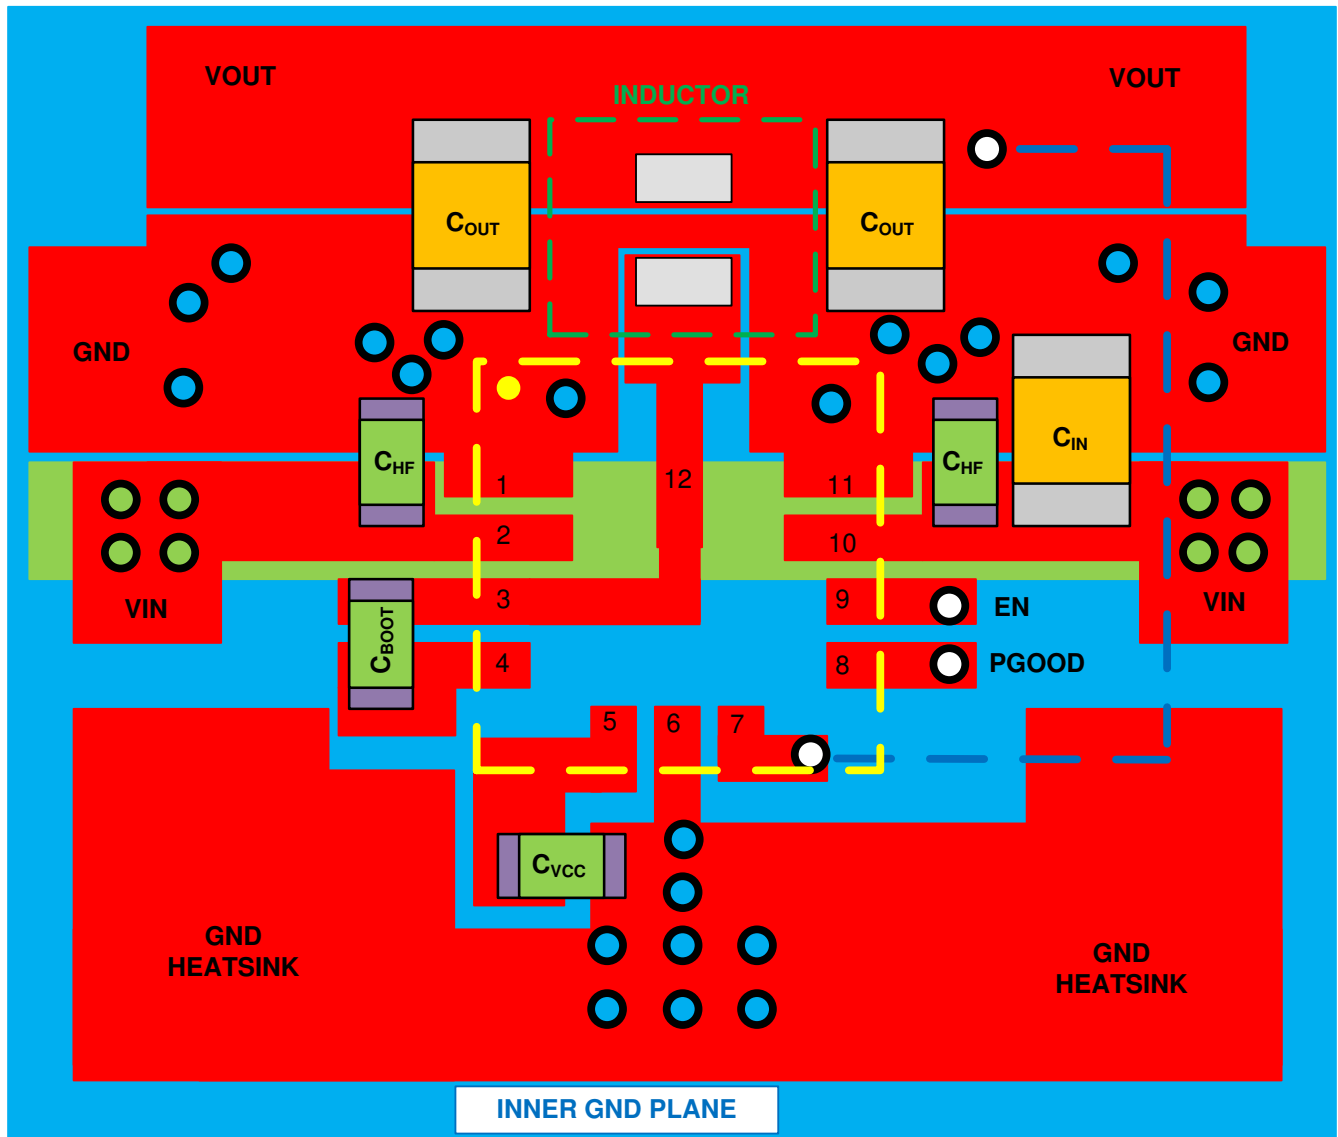 VOUT
VOUT
INDUCTOR
COUT
COUT
GND
GND
CIN
CHF
CHF
1
12
11
2
10
VIN
3
9
EN
VIN
CBOOT
4
8
PGOOD
5
6
7
CVCC
GND
HEATSINK
GND
HEATSINK
INNER GND PLANE